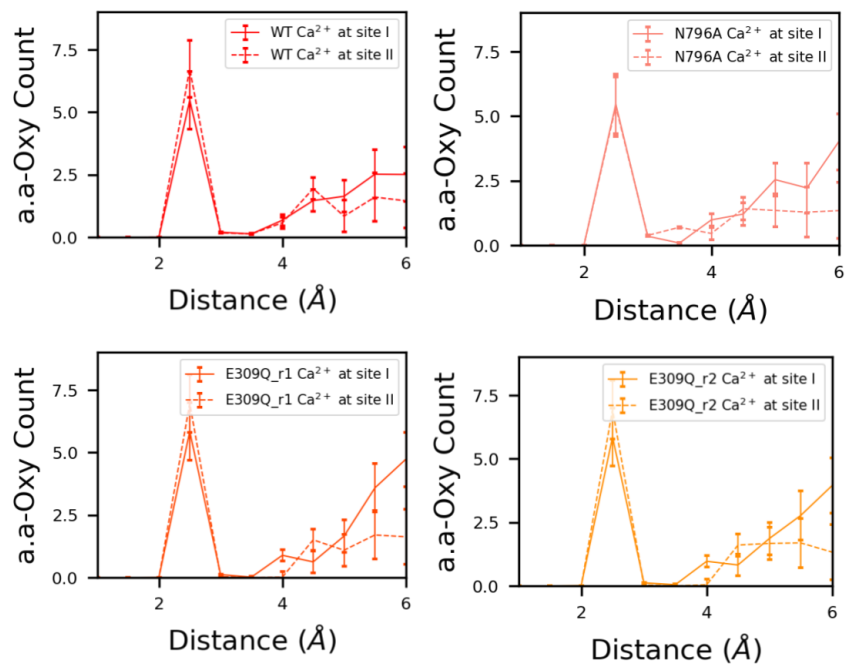 WT Ca²⁺ at site I
WT Ca²⁺ at site II
7.5
5.0
2.5
0.0
a.a-Oxy Count
2
4
6
Distance (Å)
N796A Ca²⁺ at site I
N796A Ca²⁺ at site II
7.5
5.0
2.5
0.0
a.a-Oxy Count
2
4
6
Distance (Å)
E309Q_r1 Ca²⁺ at site I
E309Q_r1 Ca²⁺ at site II
7.5
5.0
2.5
0.0
a.a-Oxy Count
2
4
6
Distance (Å)
E309Q_r2 Ca²⁺ at site I
E309Q_r2 Ca²⁺ at site II
7.5
5.0
2.5
0.0
a.a-Oxy Count
2
4
6
Distance (Å)